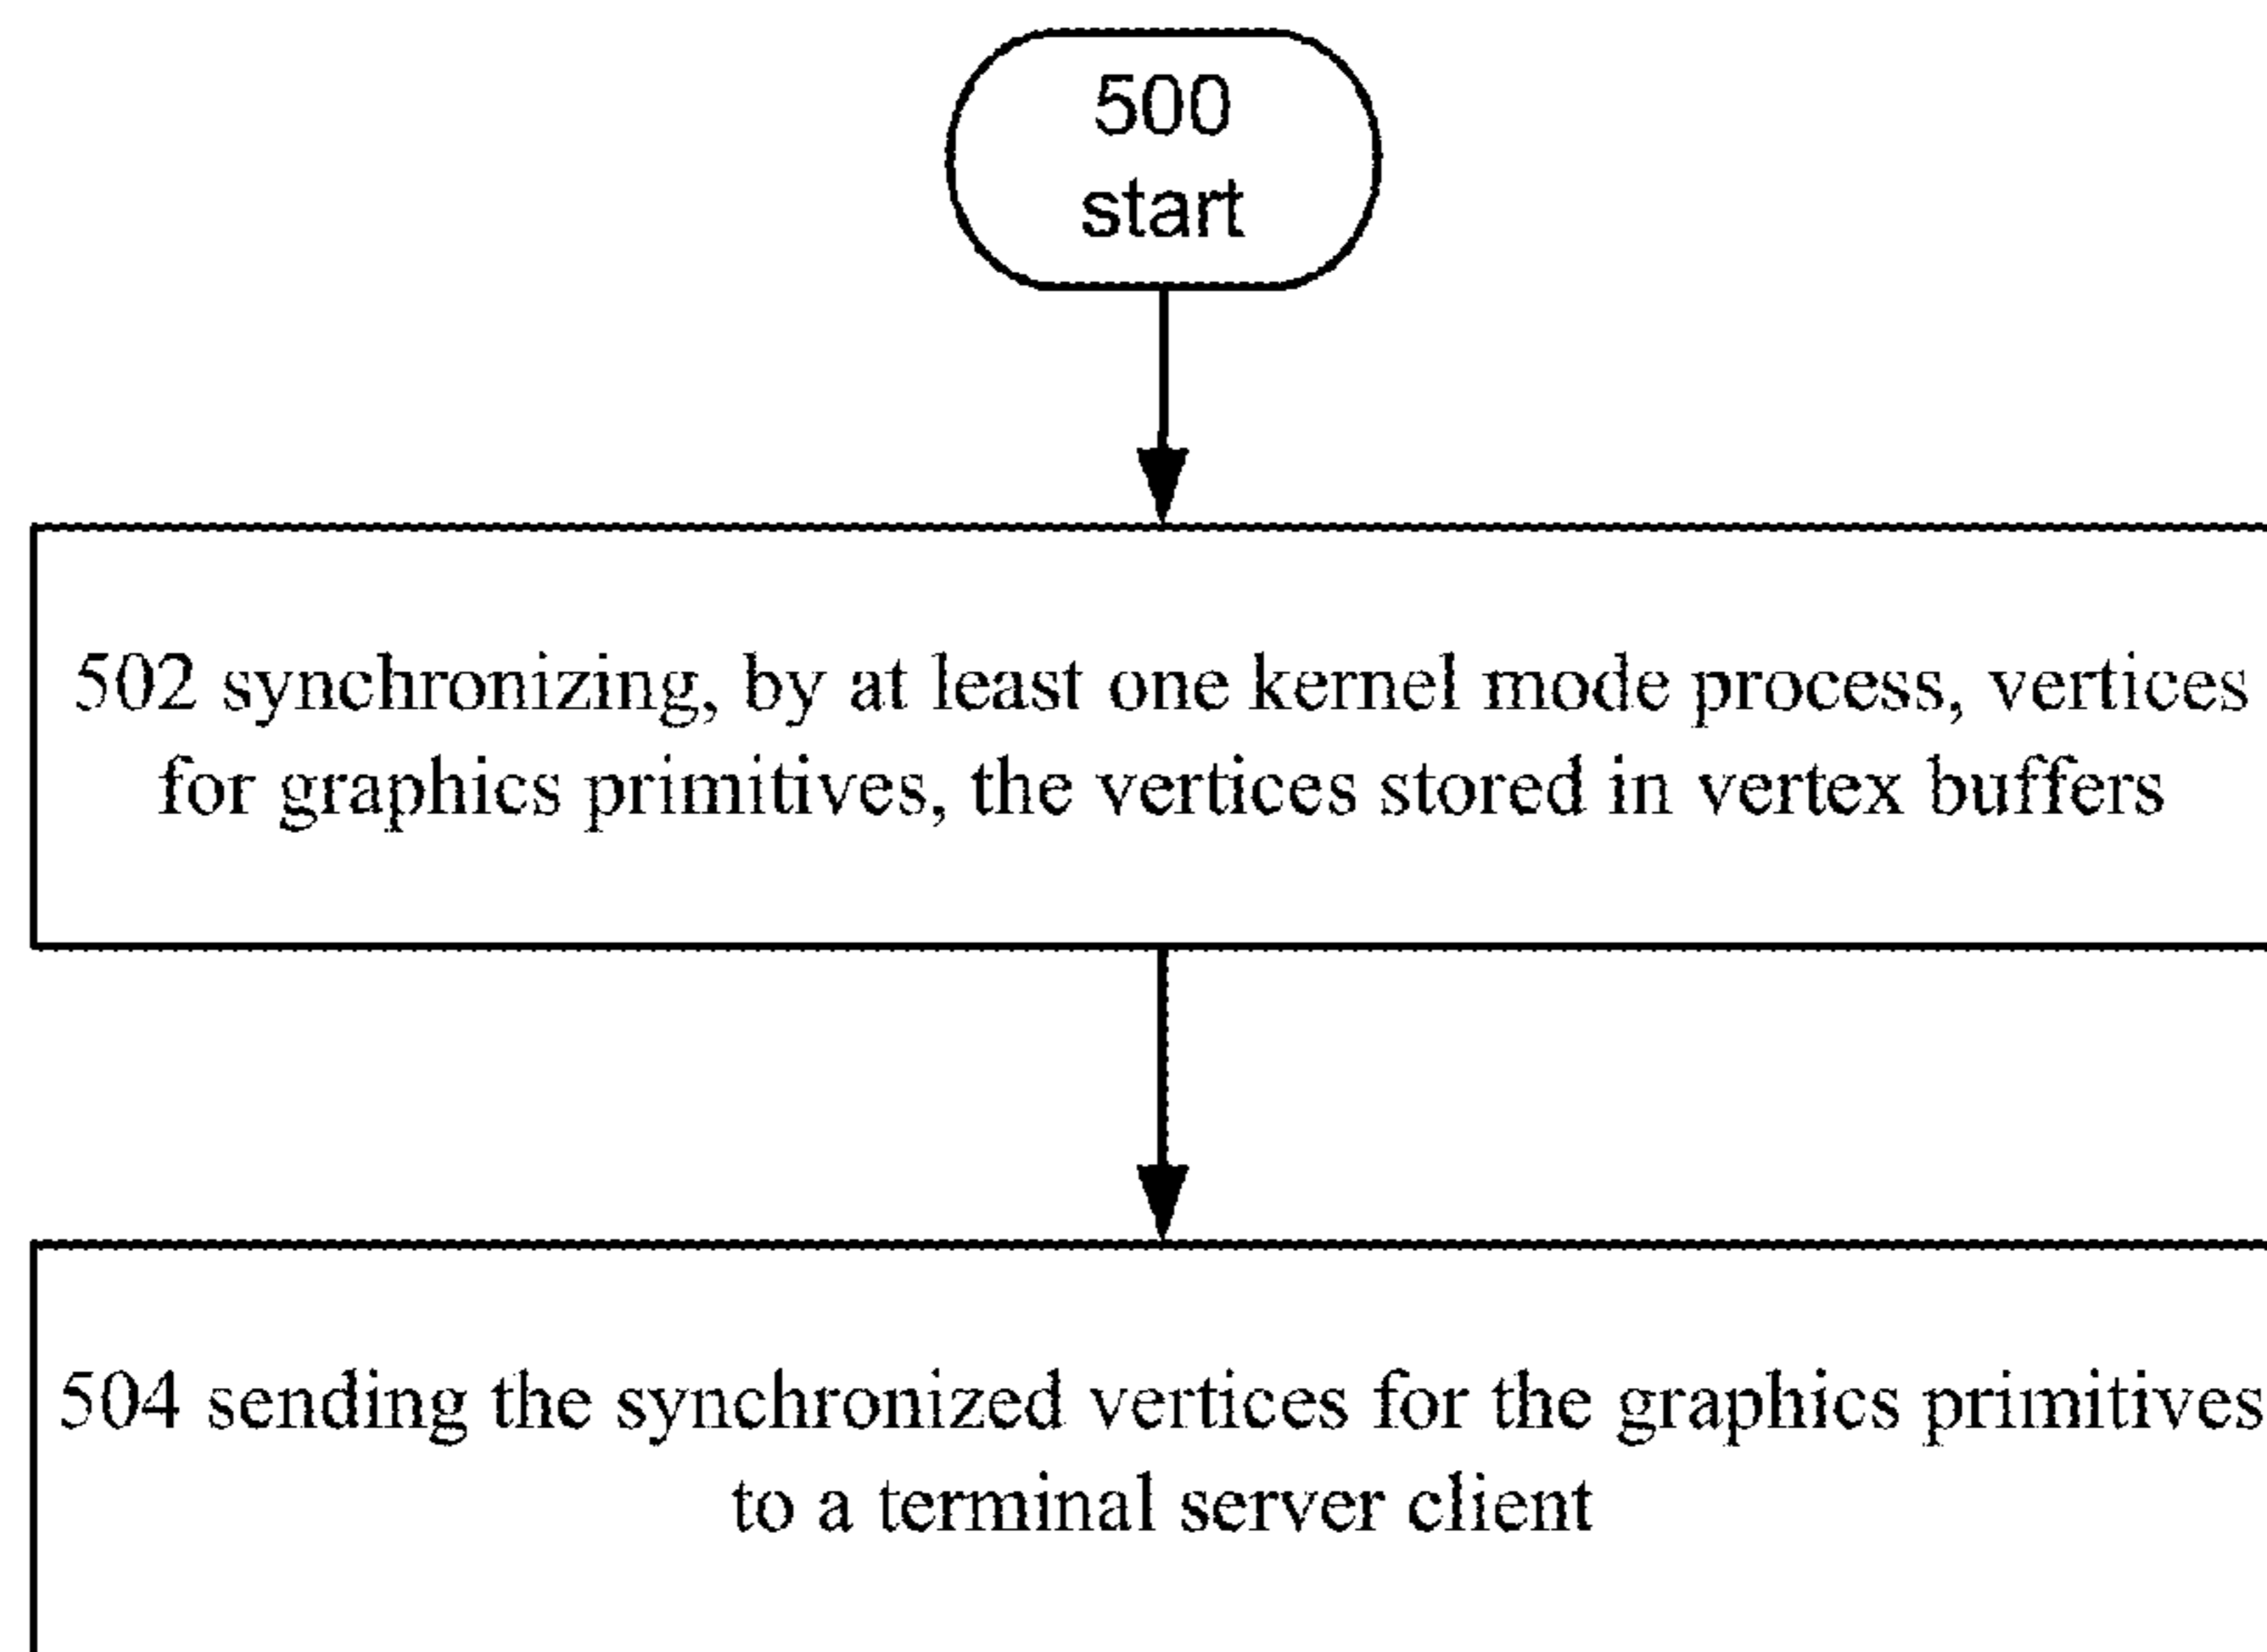 500
start
502 synchronizing, by at least one kernel mode process, vertices
for graphics primitives, the vertices stored in vertex buffers
504 sending the synchronized vertices for the graphics primitives
to a terminal server client